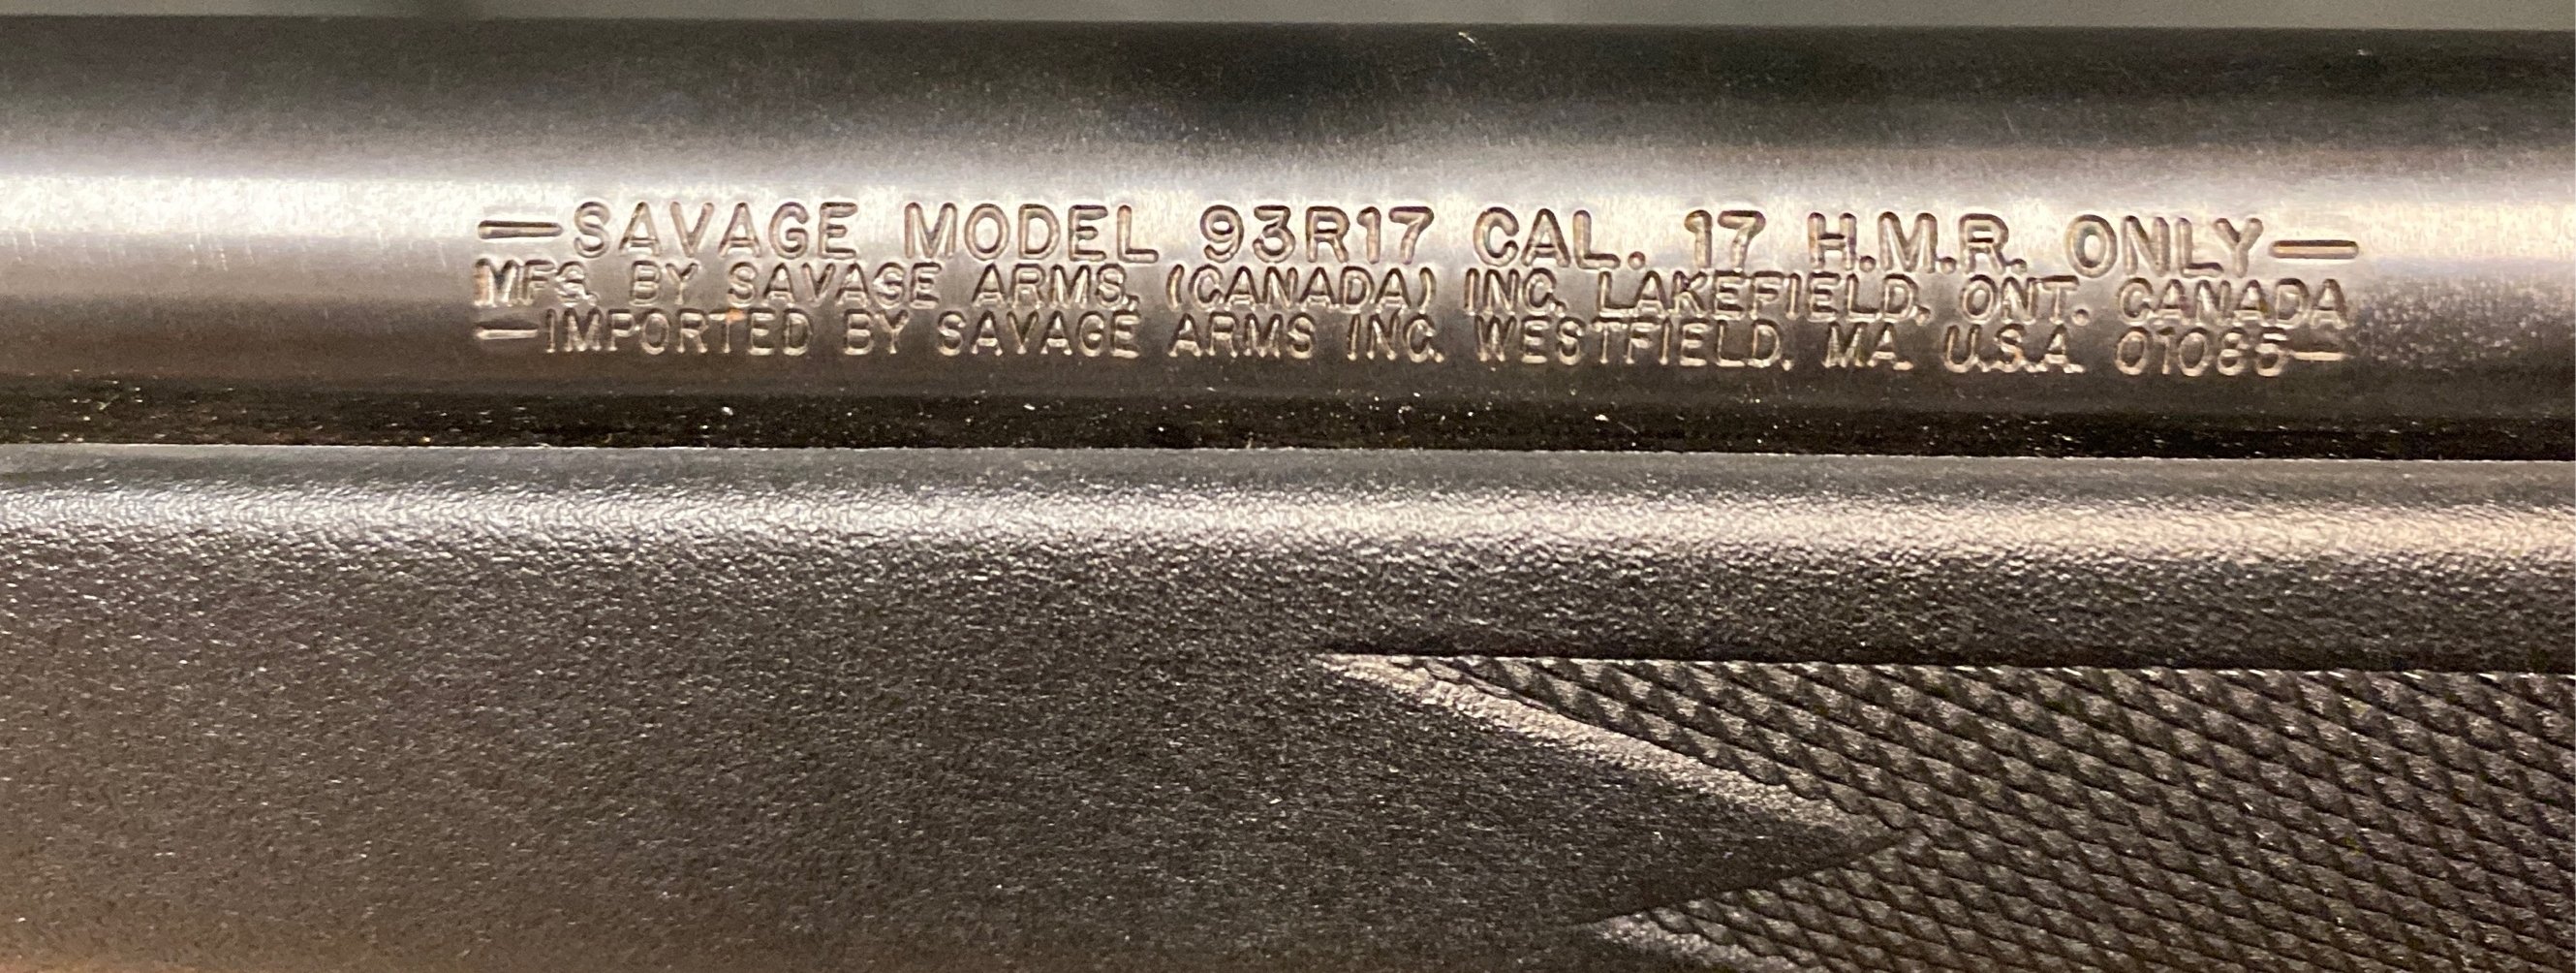 —SAVAGE MODEL 93R17 CAL. 17 H.M.R. ONLY—
MFG. BY SAVAGE ARMS, (CANADA) INC. LAKEFIELD, ONT. CANADA
—IMPORTED BY SAVAGE ARMS INC. WESTFIELD, MA. U.S.A. 01085—